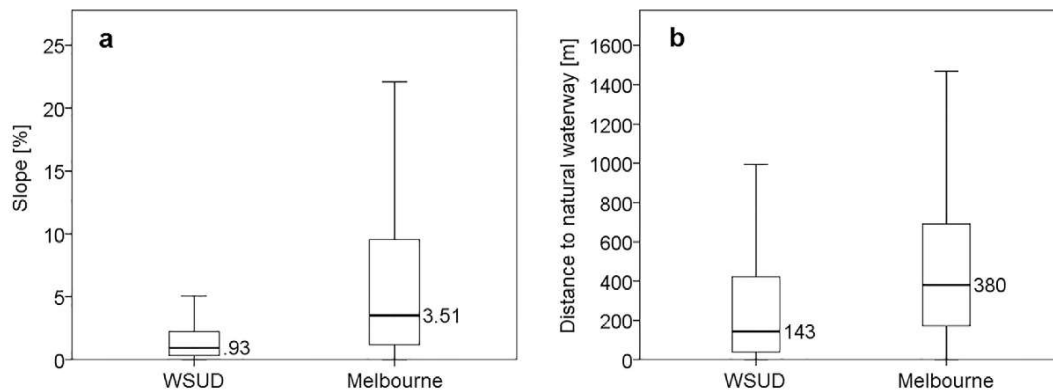 a
Slope [%]
25
20
15
10
5
0
.93
3.51
WSUD
Melbourne
b
Distance to natural waterway [m]
1600
1400
1200
1000
800
600
400
200
0
143
380
WSUD
Melbourne